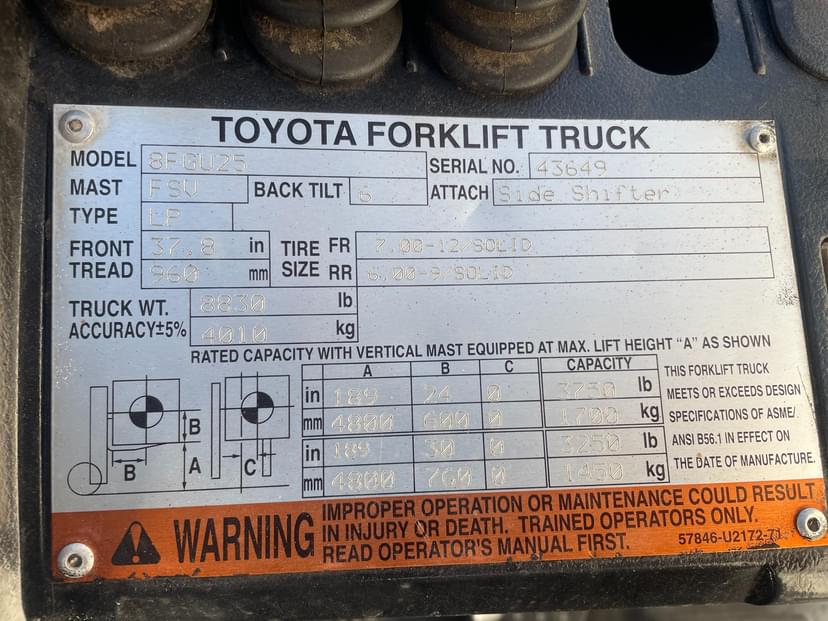 TOYOTA FORKLIFT TRUCK
MODEL 8FGU25 SERIAL NO. 43649
MAST FSV BACK TILT 6 ATTACH Side Shifter
TYPE LP
FRONT TREAD 37.8 in 960 mm
TIRE SIZE FR 7.00-12/SOLID
RR 6.00-9/SOLID
TRUCK WT. 8830 lb
ACCURACY±5% 4010 kg
RATED CAPACITY WITH VERTICAL MAST EQUIPPED AT MAX. LIFT HEIGHT "A" AS SHOWN
A B C CAPACITY
in 189 24 0 3750 lb
mm 4800 600 0 1700 kg
in 189 30 0 3250 lb
mm 4800 760 0 1450 kg
B
B A C
THIS FORKLIFT TRUCK
MEETS OR EXCEEDS DESIGN
SPECIFICATIONS OF ASME/
ANSI B56.1 IN EFFECT ON
THE DATE OF MANUFACTURE.
WARNING
IMPROPER OPERATION OR MAINTENANCE COULD RESULT
IN INJURY OR DEATH. TRAINED OPERATORS ONLY.
READ OPERATOR'S MANUAL FIRST.
57846-U2172-71